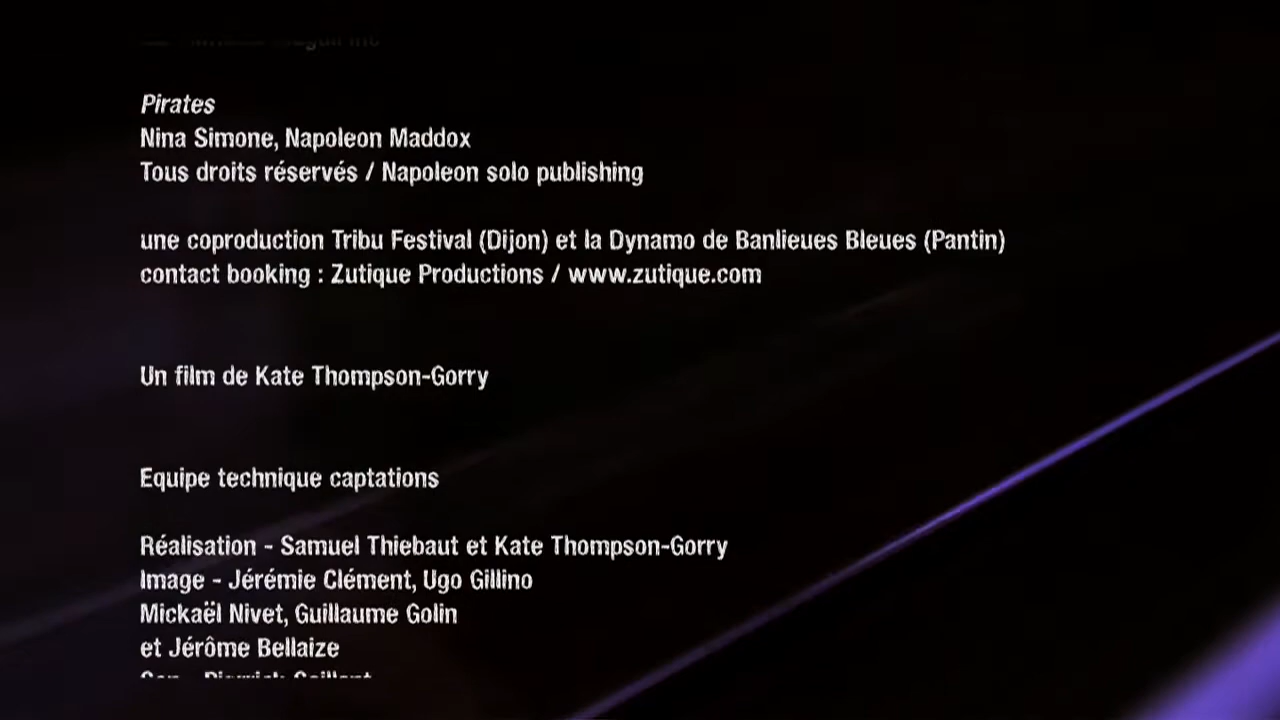 Pirates
Nina Simone, Napoleon Maddox
Tous droits réservés / Napoleon solo publishing
une coproduction Tribu Festival (Dijon) et la Dynamo de Banlieues Bleues (Pantin)
contact booking : Zutique Productions / www.zutique.com
Un film de Kate Thompson-Gorry
Equipe technique captations
Réalisation - Samuel Thiebaut et Kate Thompson-Gorry
Image - Jérémie Clément, Ugo Gillino
Mickaël Nivet, Guillaume Golin
et Jérôme Bellaize